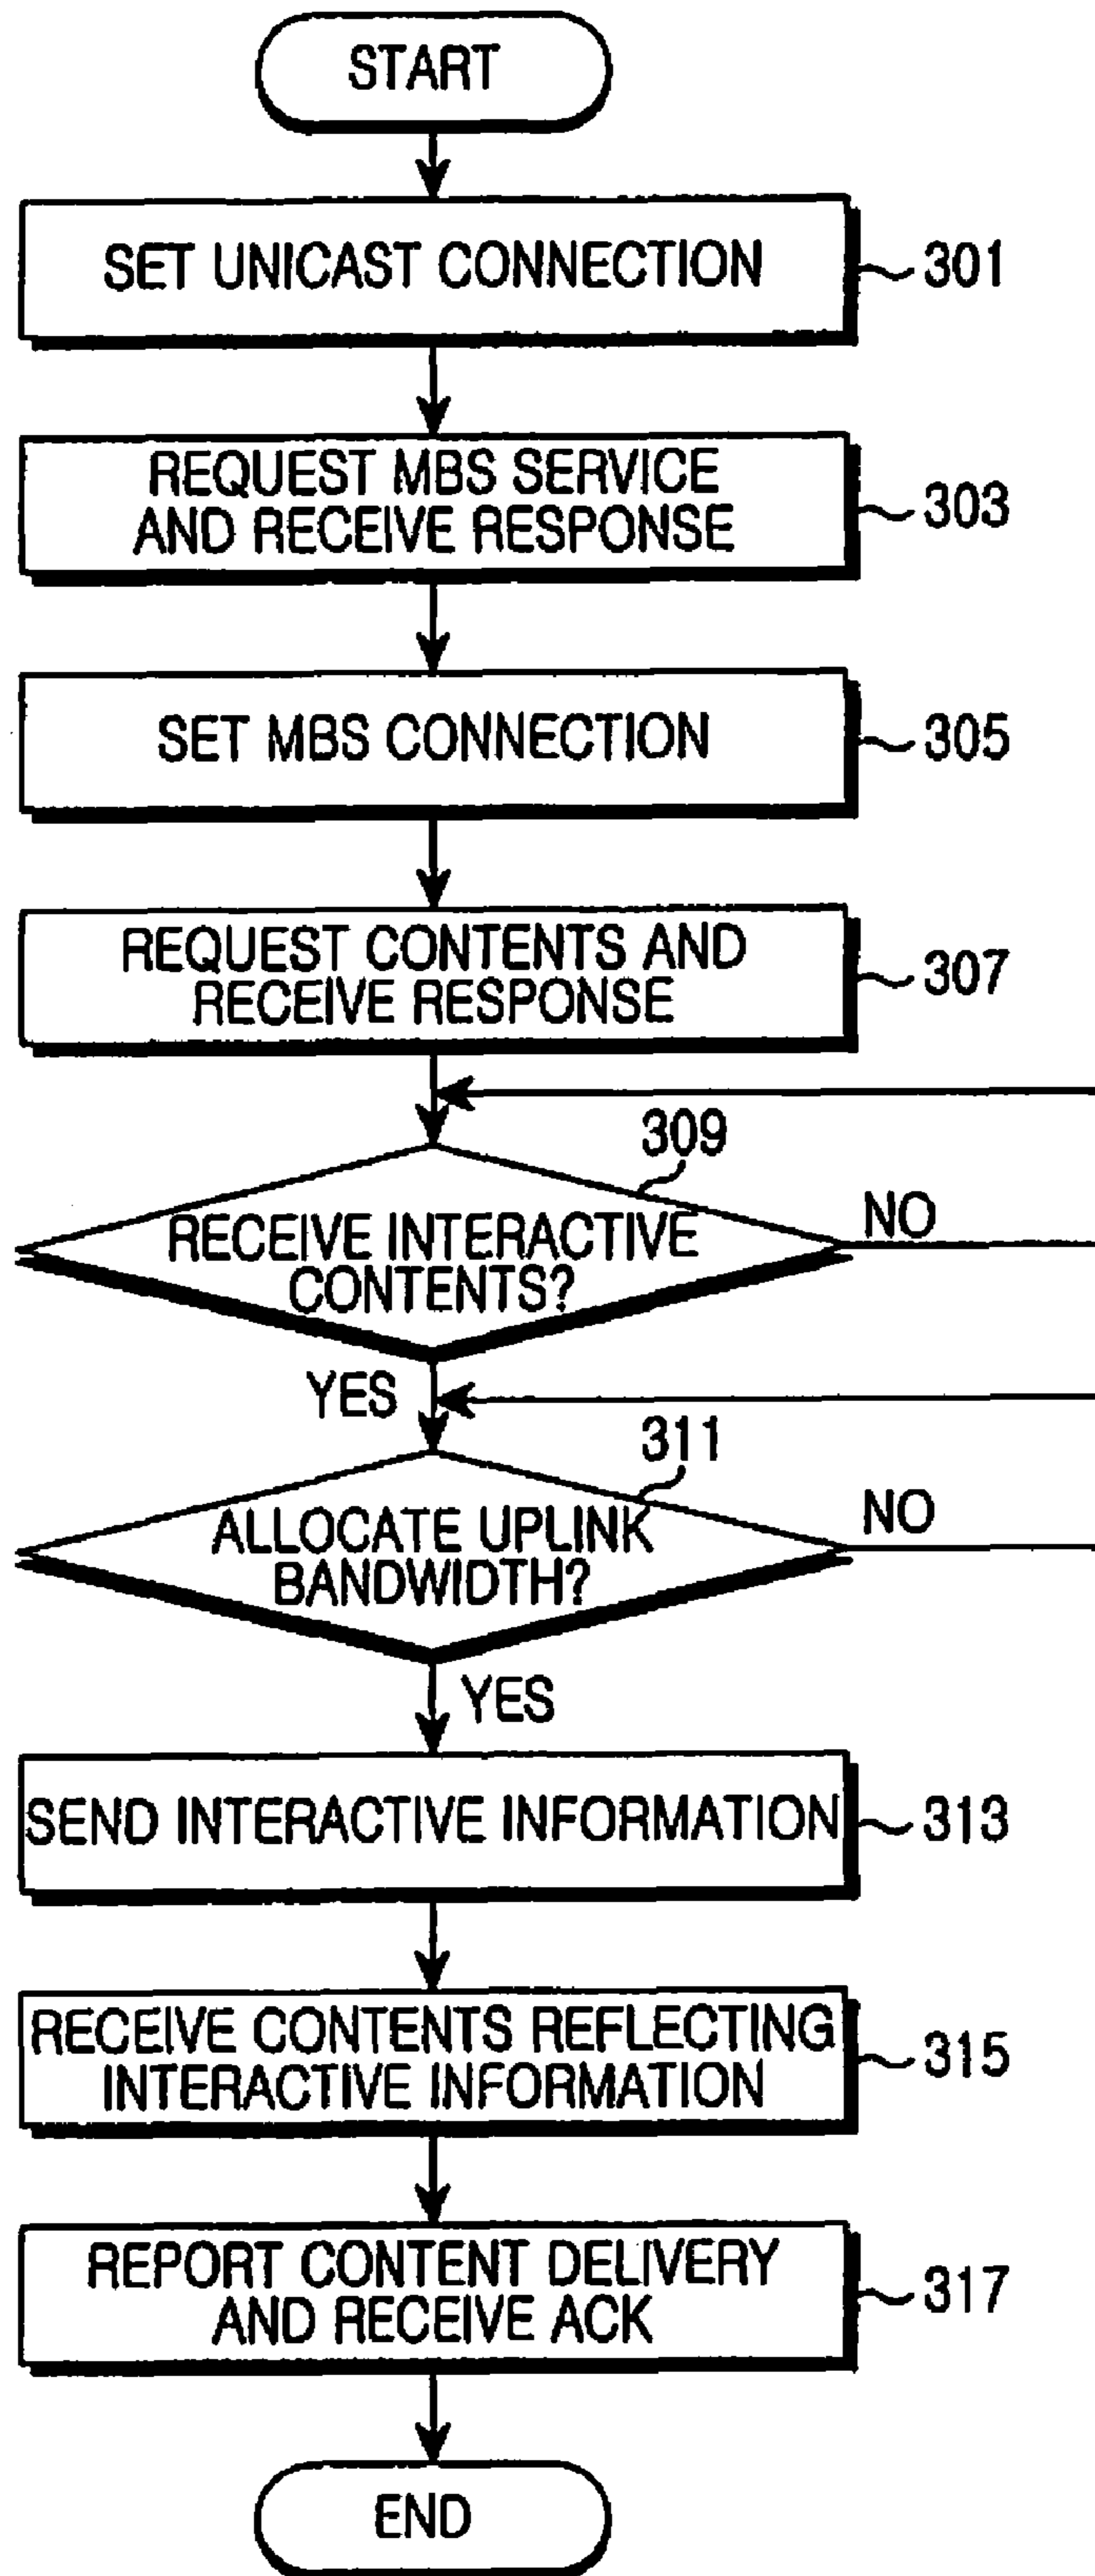 START
SET UNICAST CONNECTION
301
REQUEST MBS SERVICE
AND RECEIVE RESPONSE
303
SET MBS CONNECTION
305
REQUEST CONTENTS AND
RECEIVE RESPONSE
307
309
RECEIVE INTERACTIVE
CONTENTS?
NO
YES
311
ALLOCATE UPLINK
BANDWIDTH?
NO
YES
SEND INTERACTIVE INFORMATION
313
RECEIVE CONTENTS REFLECTING
INTERACTIVE INFORMATION
315
REPORT CONTENT DELIVERY
AND RECEIVE ACK
317
END